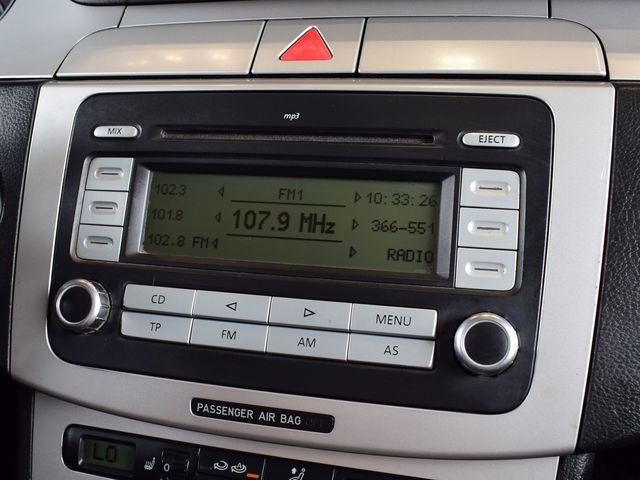 mp3
MIX
EJECT
102.3 FM1 10:33:26
101.8 107.9 MHz 366-551
102.8 FM RADIO
CD MENU
TP FM AM AS
PASSENGER AIR BAG
LO
0